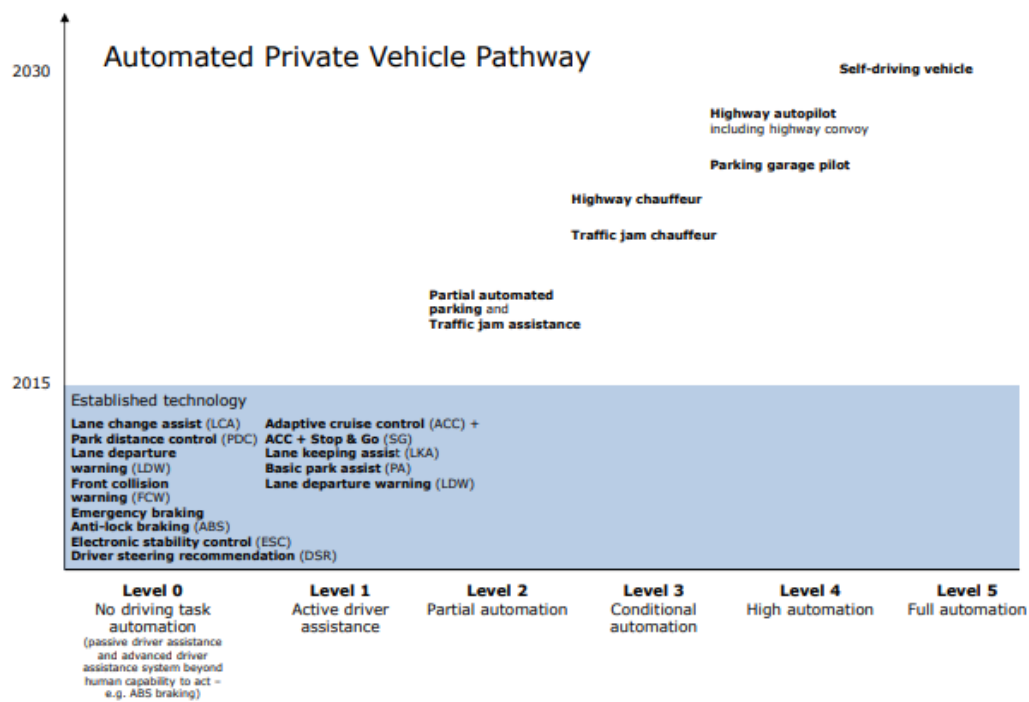 Automated Private Vehicle Pathway
2030
Self-driving vehicle
Highway autopilot
including highway convoy
Parking garage pilot
Highway chauffeur
Traffic jam chauffeur
Partial automated
parking and
Traffic jam assistance
2015
Established technology
Lane change assist (LCA)
Park distance control (PDC)
Lane departure
warning (LDW)
Front collision
warning (FCW)
Emergency braking
Anti-lock braking (ABS)
Electronic stability control (ESC)
Driver steering recommendation (DSR)
Adaptive cruise control (ACC) +
ACC + Stop & Go (SG)
Lane keeping assist (LKA)
Basic park assist (PA)
Lane departure warning (LDW)
Level 0
No driving task
automation
(passive driver assistance
and advanced driver
assistance system beyond
human capability to act –
e.g. ABS braking)
Level 1
Active driver
assistance
Level 2
Partial automation
Level 3
Conditional
automation
Level 4
High automation
Level 5
Full automation